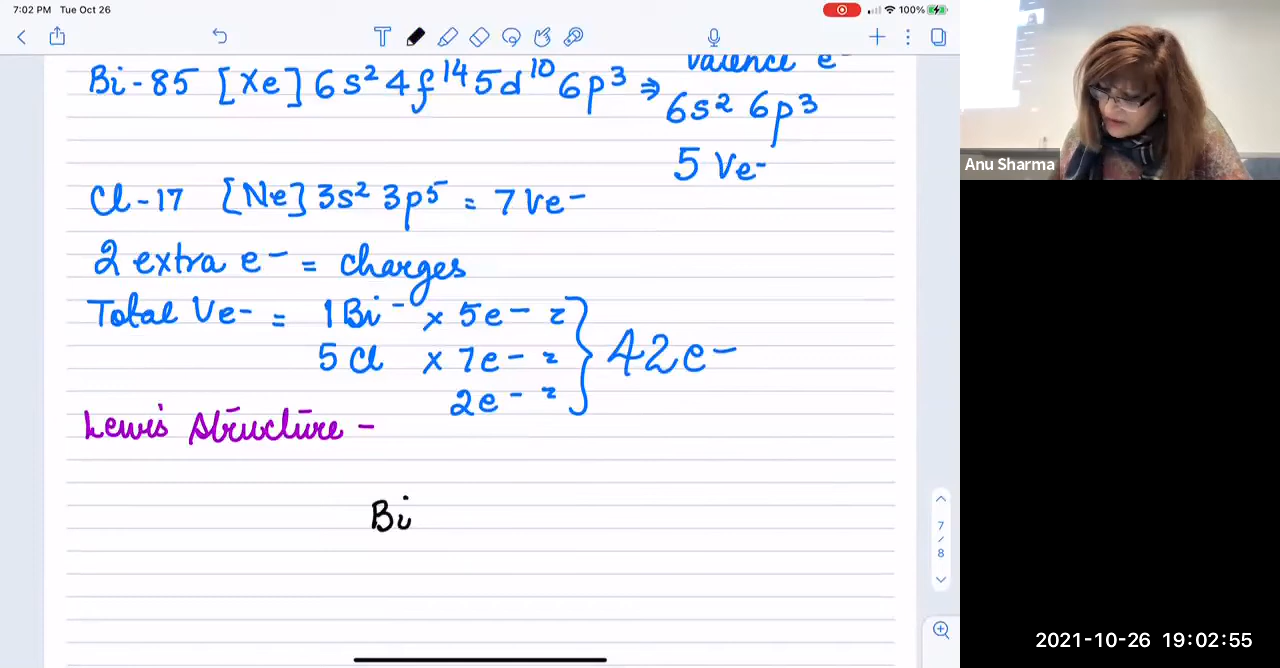 7:02 PM Tue Oct 26
100%
valence e-
Bi-85 [Xe] 6s² 4f¹⁴ 5d¹⁰ 6p³ ⇒
6s² 6p³
5 Ve-
Cl-17 [Ne] 3s² 3p⁵ = 7 Ve-
2 extra e- = charges
Total Ve- = 1 Bi - × 5e- =
5 Cl × 7e- =
2e- =
42e-
Lewis Structure -
Bi
7
/
8
Anu Sharma
2021-10-26 19:02:55